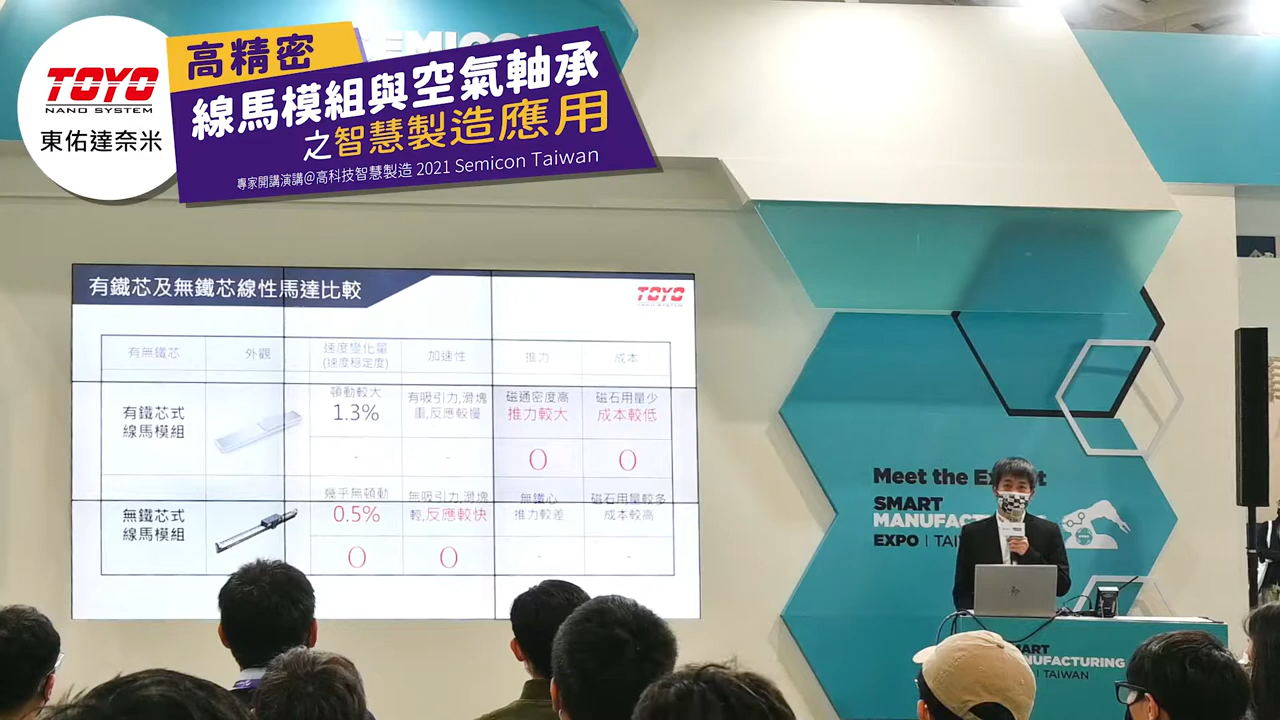 TOYO
NANO SYSTEM
東佑達奈米
高精密
線馬模組與空氣軸承
之智慧製造應用
專家開講演講@高科技智慧製造 2021 Semicon Taiwan
有鐵芯及無鐵芯線性馬達比較
TOYO
有無鐵芯
外觀
速度變化量
(速度穩定度)
加速性
推力
成本
有鐵芯式
線馬模組
頓動較大
1.3%
有吸引力,滑塊
重,反應較慢
磁通密度高
推力較大
磁石用量少
成本較低
-
-
O
O
無鐵芯式
線馬模組
幾乎無頓動
0.5%
無吸引力,滑塊
輕,反應較快
無鐵心
推力較差
磁石用量較多
成本較高
O
O
-
-
Meet the Ex
t
SMART
MANUFAC
EXPO | TAI
MANUFACTURING
TAIWAN